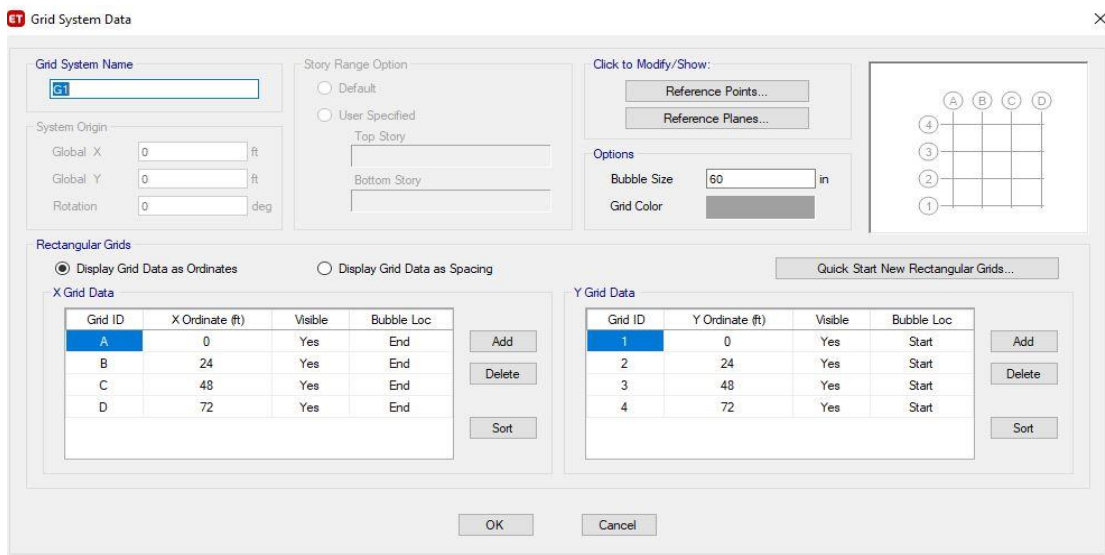 ET Grid System Data
Grid System Name
G1
System Origin
Global X 0 ft
Global Y 0 ft
Rotation 0 deg
Story Range Option
Default
User Specified
Top Story
Bottom Story
Click to Modify/Show:
Reference Points...
Reference Planes...
Options
Bubble Size 60 in
Grid Color
A B C D
4
3
2
1
Rectangular Grids
Display Grid Data as Ordinates Display Grid Data as Spacing Quick Start New Rectangular Grids...
X Grid Data
Grid ID X Ordinate (ft) Visible Bubble Loc
A 0 Yes End
B 24 Yes End
C 48 Yes End
D 72 Yes End
Add
Delete
Sort
Y Grid Data
Grid ID Y Ordinate (ft) Visible Bubble Loc
1 0 Yes Start
2 24 Yes Start
3 48 Yes Start
4 72 Yes Start
Add
Delete
Sort
OK Cancel